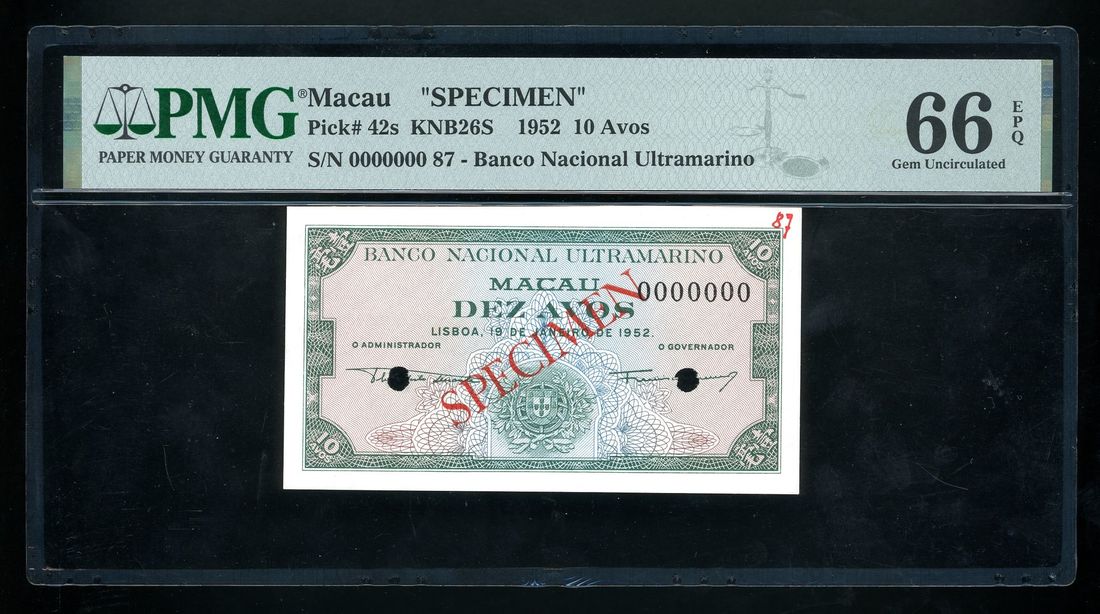 PMG® Macau "SPECIMEN"
PAPER MONEY GUARANTY
Pick# 42s KNB26S 1952 10 Avos
S/N 0000000 87 - Banco Nacional Ultramarino
66 EPQ
Gem Uncirculated
87
10 AVOS
BANCO NACIONAL ULTRAMARINO
MACAU
0000000
DEZ AVOS
LISBOA, 19 DE JANEIRO DE 1952.
O ADMINISTRADOR
O GOVERNADOR
SPECIMEN
10 AVOS